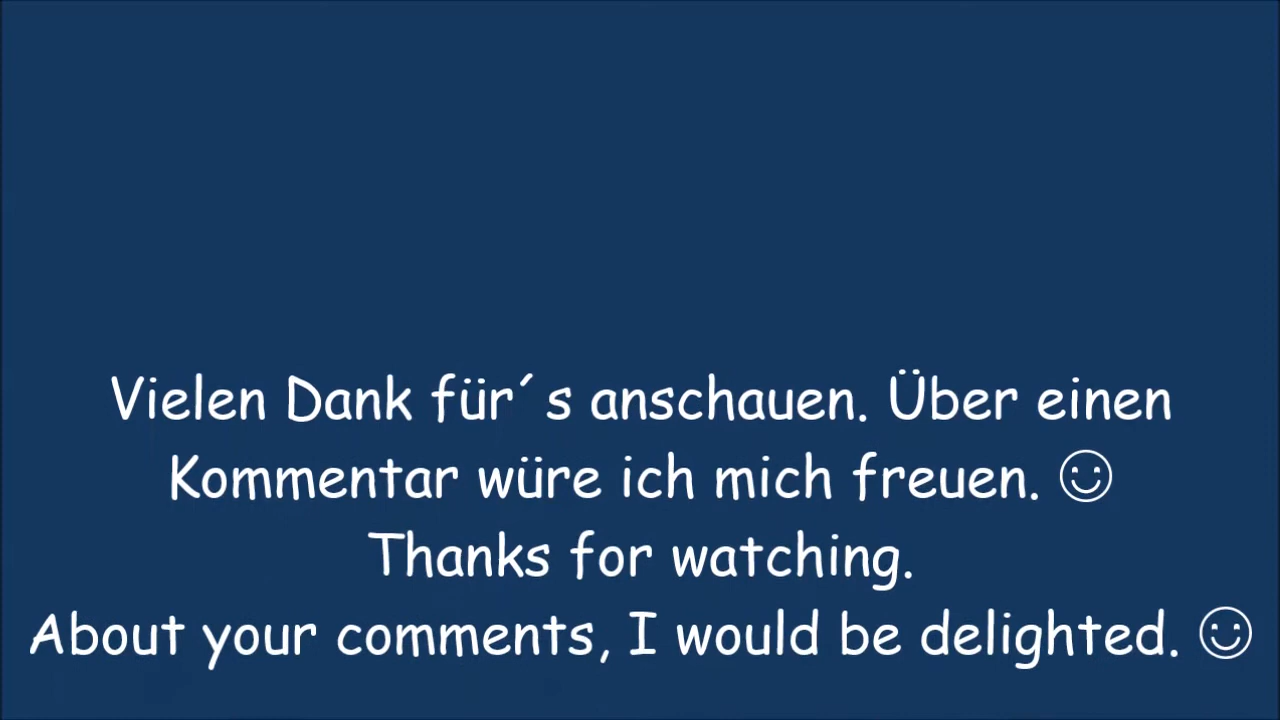 Vielen Dank für´s anschauen. Über einen
Kommentar würe ich mich freuen. ☺
Thanks for watching.
About your comments, I would be delighted. ☺